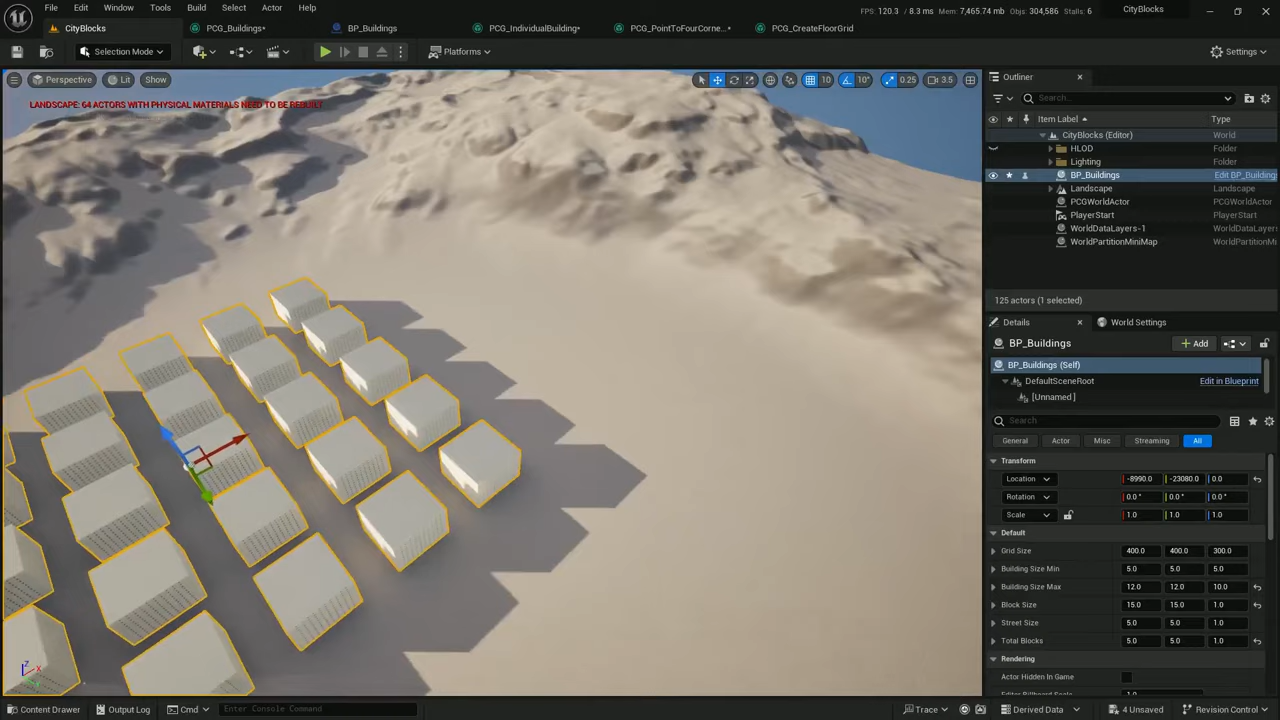 File Edit Window Tools Build Select Actor Help
FPS: 120.3 / 8.3 ms Mem: 7,465.74 mb Objs: 304,586 Stalls: 6
CityBlocks
CityBlocks
PCG_Buildings*
BP_Buildings
PCG_IndividualBuilding*
PCG_PointToFourCorne...*
PCG_CreateFloorGrid
Selection Mode
Platforms
Settings
Perspective Lit Show
10 10° 0.25 3.5
LANDSCAPE: 64 ACTORS WITH PHYSICAL MATERIALS NEED TO BE REBUILT
Outliner
Search...
Item Label Type
CityBlocks (Editor) World
HLOD Folder
Lighting Folder
BP_Buildings Edit BP_Building
Landscape Landscape
PCGWorldActor PCGWorldActor
PlayerStart PlayerStart
WorldDataLayers-1 WorldDataLayer
WorldPartitionMiniMap WorldPartitionM
125 actors (1 selected)
Details World Settings
BP_Buildings + Add
BP_Buildings (Self)
DefaultSceneRoot Edit in Blueprint
[Unnamed ]
Search
General Actor Misc Streaming All
Transform
Location -8990.0 -23080.0 0.0
Rotation 0.0 ° 0.0 ° 0.0 °
Scale 1.0 1.0 1.0
Default
Grid Size 400.0 400.0 300.0
Building Size Min 5.0 5.0 5.0
Building Size Max 12.0 12.0 10.0
Block Size 15.0 15.0 1.0
Street Size 5.0 5.0 1.0
Total Blocks 5.0 5.0 1.0
Rendering
Actor Hidden In Game
Z X
Content Drawer Output Log Cmd Enter Console Command Trace Derived Data 4 Unsaved Revision Control